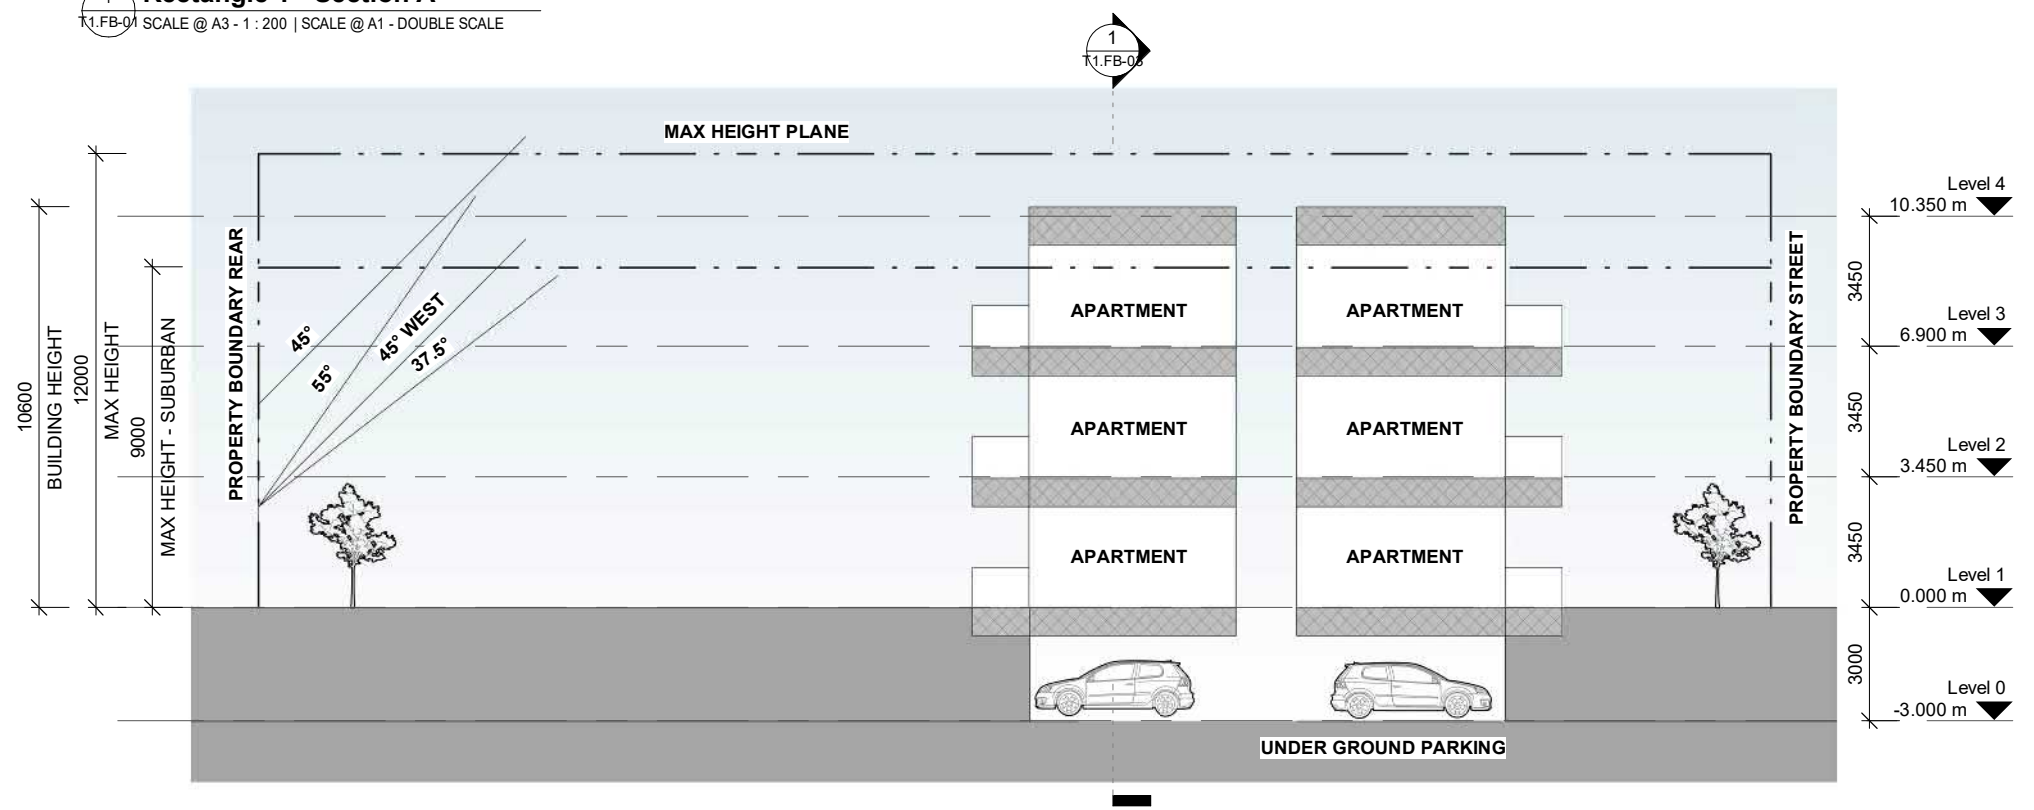 Rectangle 1 - Section A
T1.FB-01 SCALE @ A3 - 1 : 200 | SCALE @ A1 - DOUBLE SCALE
1
T1.FB-03
MAX HEIGHT PLANE
Level 4
10.350 m
Level 3
6.900 m
Level 2
3.450 m
Level 1
0.000 m
Level 0
-3.000 m
3450
3450
3450
3000
10600
BUILDING HEIGHT
12000
MAX HEIGHT
9000
MAX HEIGHT - SUBURBAN
PROPERTY BOUNDARY REAR
45°
55°
45° WEST
37.5°
APARTMENT
APARTMENT
APARTMENT
APARTMENT
APARTMENT
APARTMENT
PROPERTY BOUNDARY STREET
UNDER GROUND PARKING